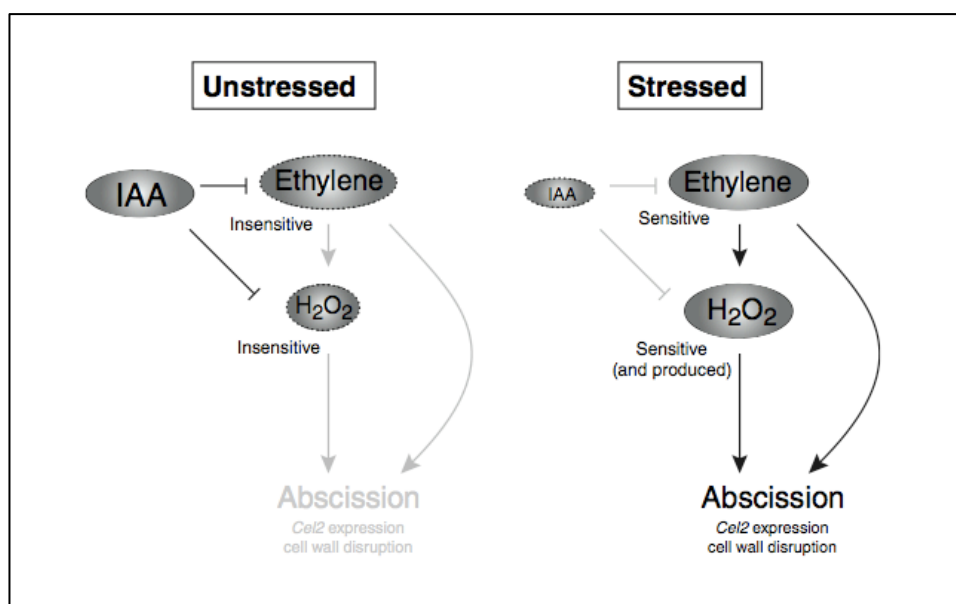 Unstressed
IAA
Ethylene
Insensitive
H₂O₂
Insensitive
Abscission
Cel2 expression
cell wall disruption
Stressed
IAA
Ethylene
Sensitive
H₂O₂
Sensitive
(and produced)
Abscission
Cel2 expression
cell wall disruption